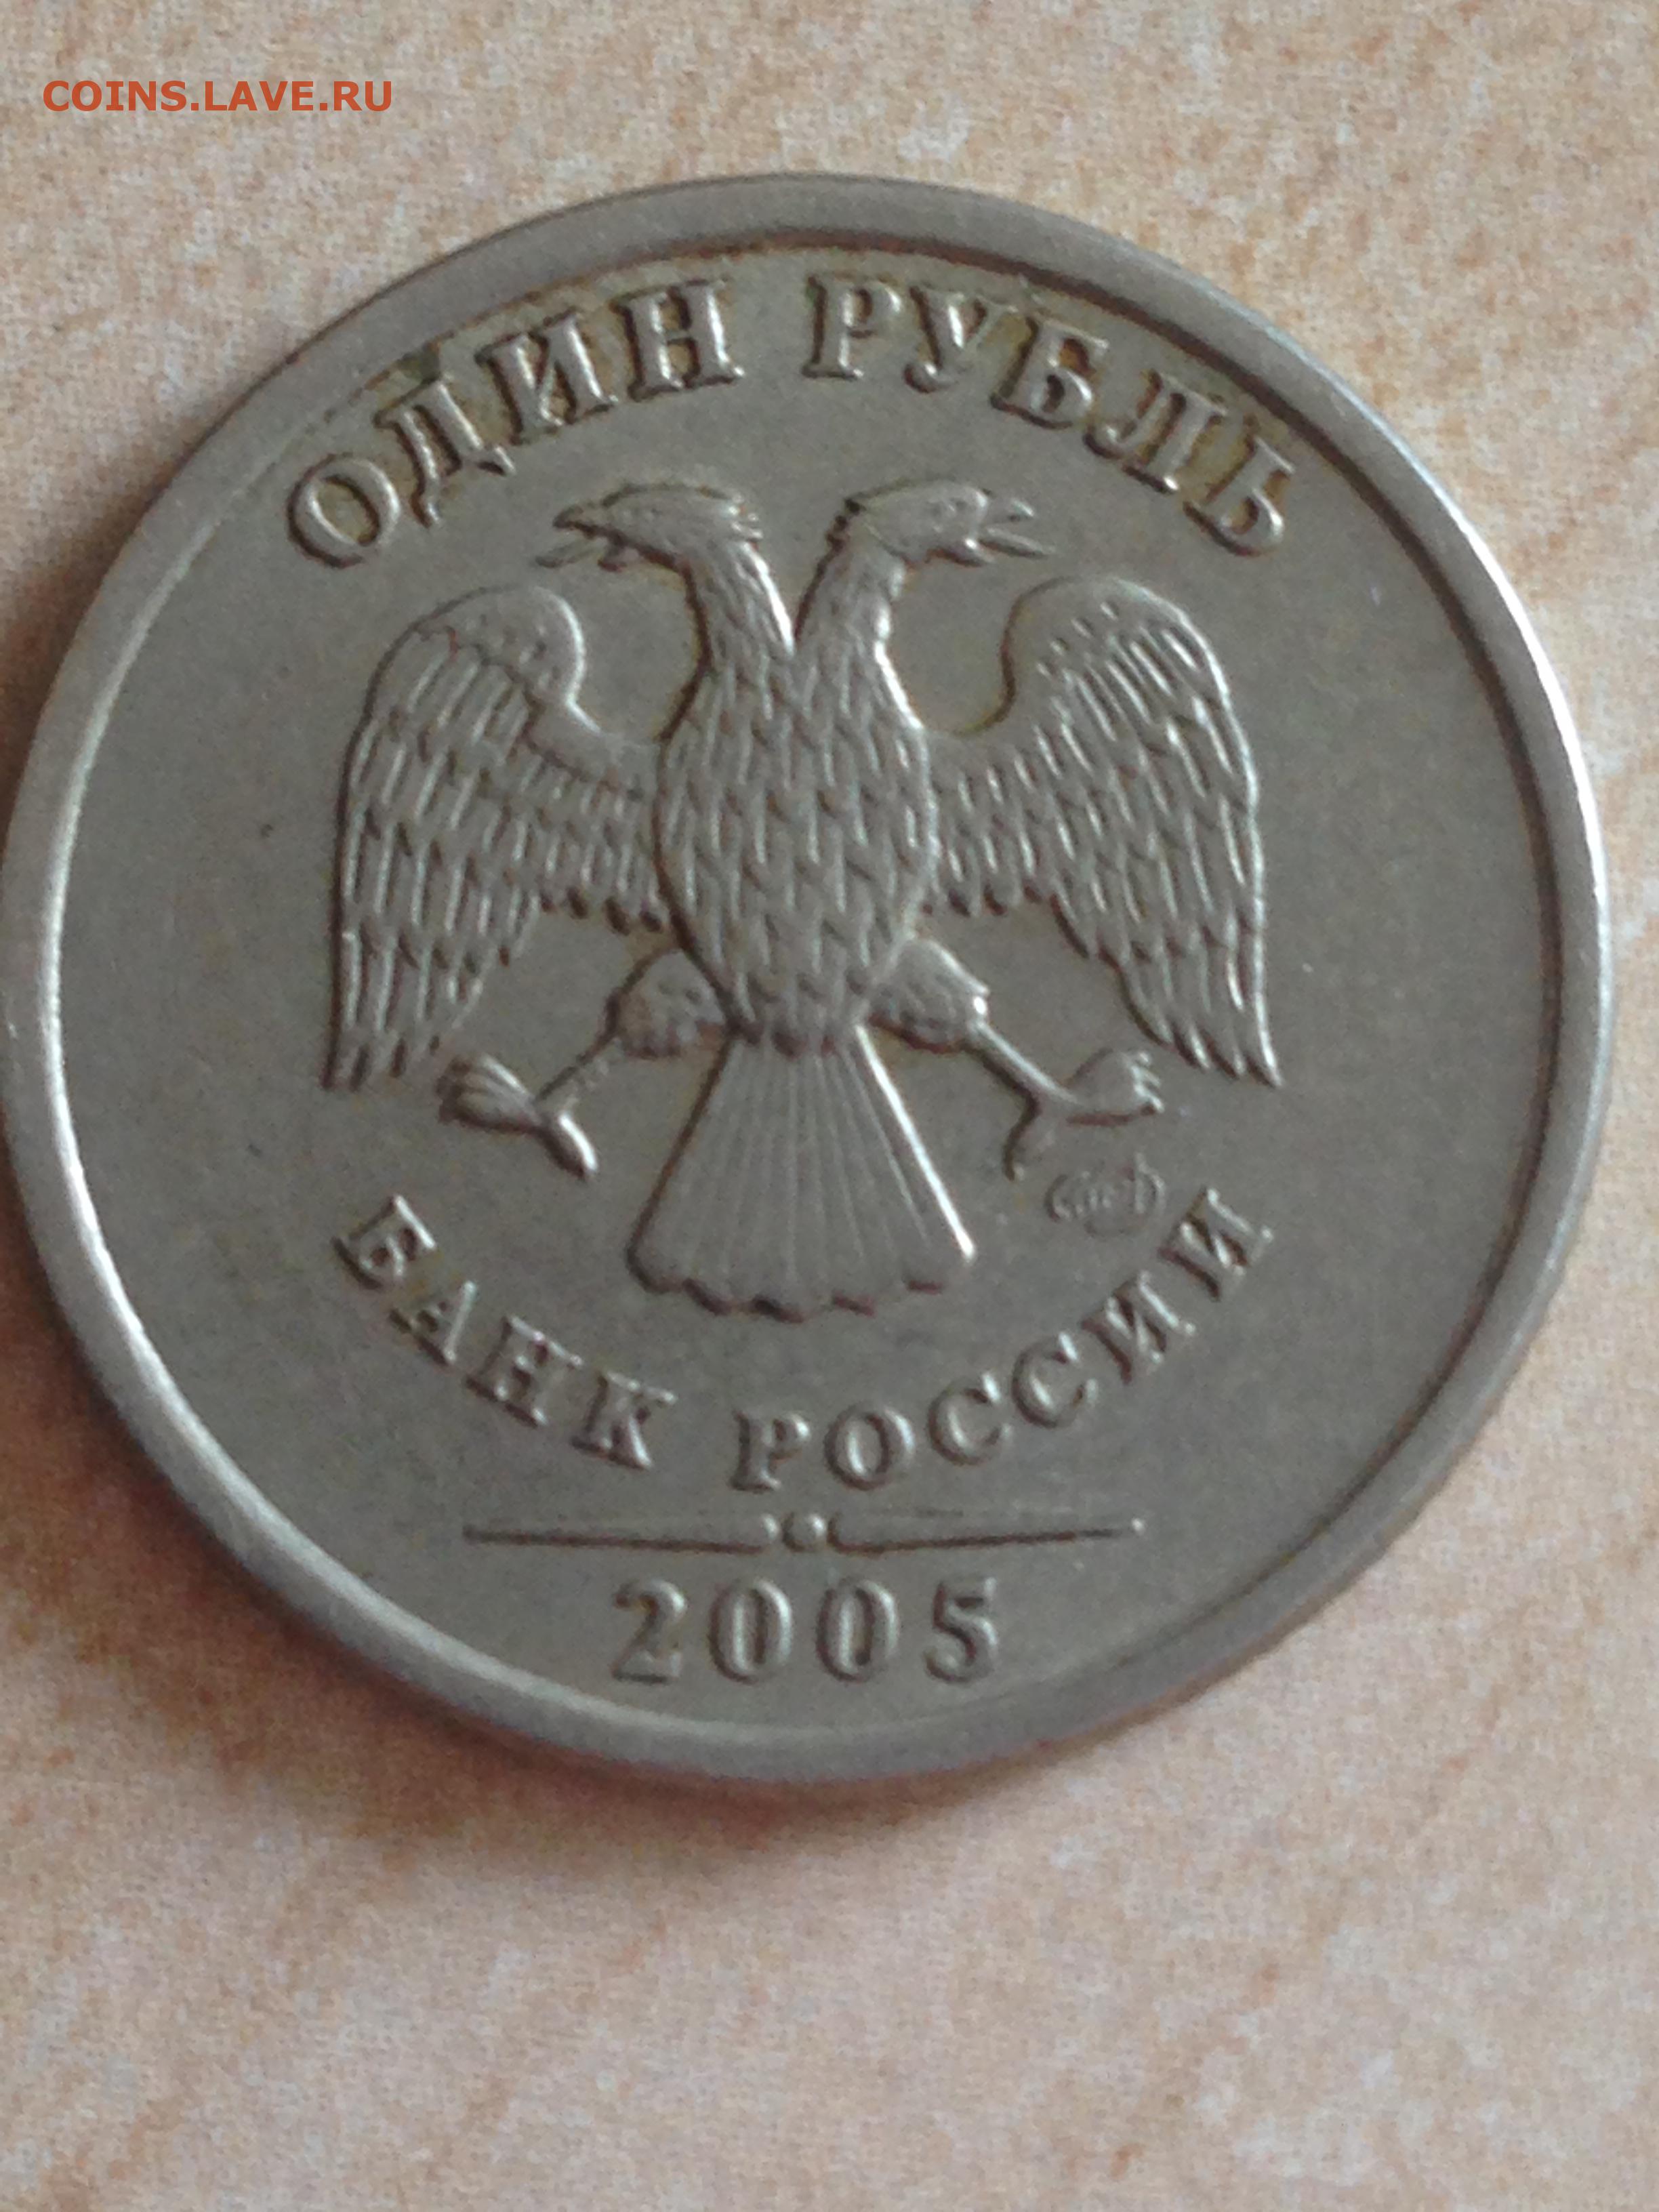 COINS.LAVE.RU
ОДИН РУБЛЬ
БАНК РОССИИ
2005